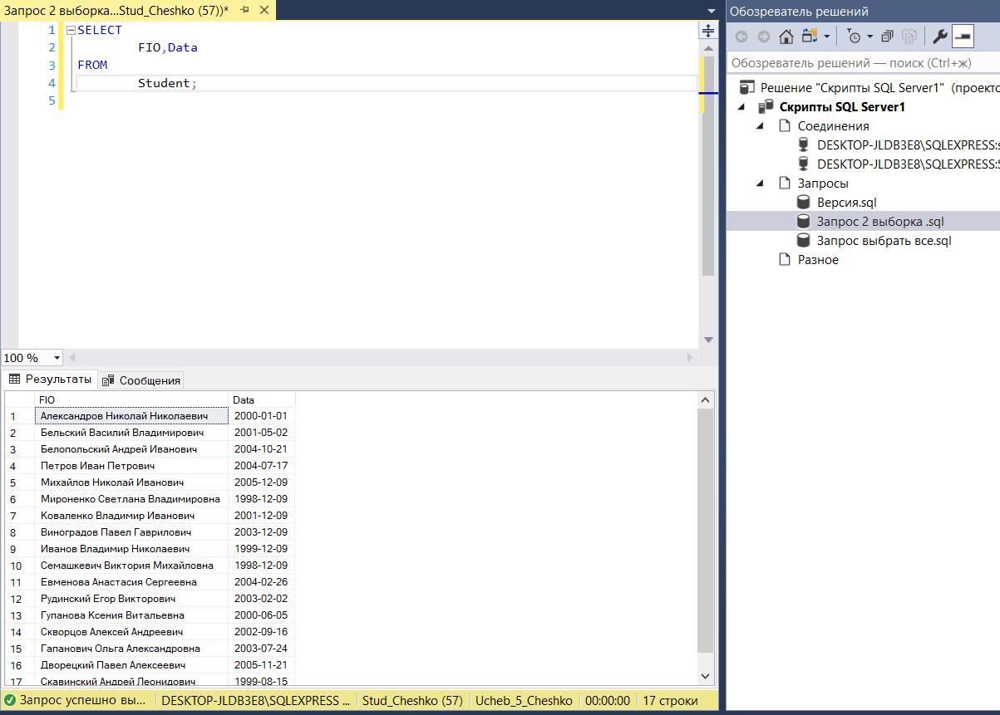 Запрос 2 выборка...Stud_Cheshko (57))*
1 SELECT
2 FIO,Data
3 FROM
4 Student;
5
100 %
Результаты Сообщения
FIO Data
1 Александров Николай Николаевич 2000-01-01
2 Бельский Василий Владимирович 2001-05-02
3 Белопольский Андрей Иванович 2004-10-21
4 Петров Иван Петрович 2004-07-17
5 Михайлов Николай Иванович 2005-12-09
6 Мироненко Светлана Владимировна 1998-12-09
7 Коваленко Владимир Иванович 2001-12-09
8 Виноградов Павел Гаврилович 2003-12-09
9 Иванов Владимир Николаевич 1999-12-09
10 Семашкевич Виктория Михайловна 1998-12-09
11 Евменова Анастасия Сергеевна 2004-02-26
12 Рудинский Егор Викторович 2003-02-02
13 Гупанова Ксения Витальевна 2000-06-05
14 Скворцов Алексей Андреевич 2002-09-16
15 Гапанович Ольга Александровна 2003-07-24
16 Дворецкий Павел Алексеевич 2005-11-21
17 Скавинский Андрей Леонидович 1999-08-15
Запрос успешно вы... DESKTOP-JLDB3E8\SQLEXPRESS ... Stud_Cheshko (57) Ucheb_5_Cheshko 00:00:00 17 строки
Обозреватель решений
Обозреватель решений — поиск (Ctrl+ж)
Решение "Скрипты SQL Server1" (проекто
Скрипты SQL Server1
Соединения
DESKTOP-JLDB3E8\SQLEXPRESS:s
DESKTOP-JLDB3E8\SQLEXPRESS:S
Запросы
Версия.sql
Запрос 2 выборка .sql
Запрос выбрать все.sql
Разное